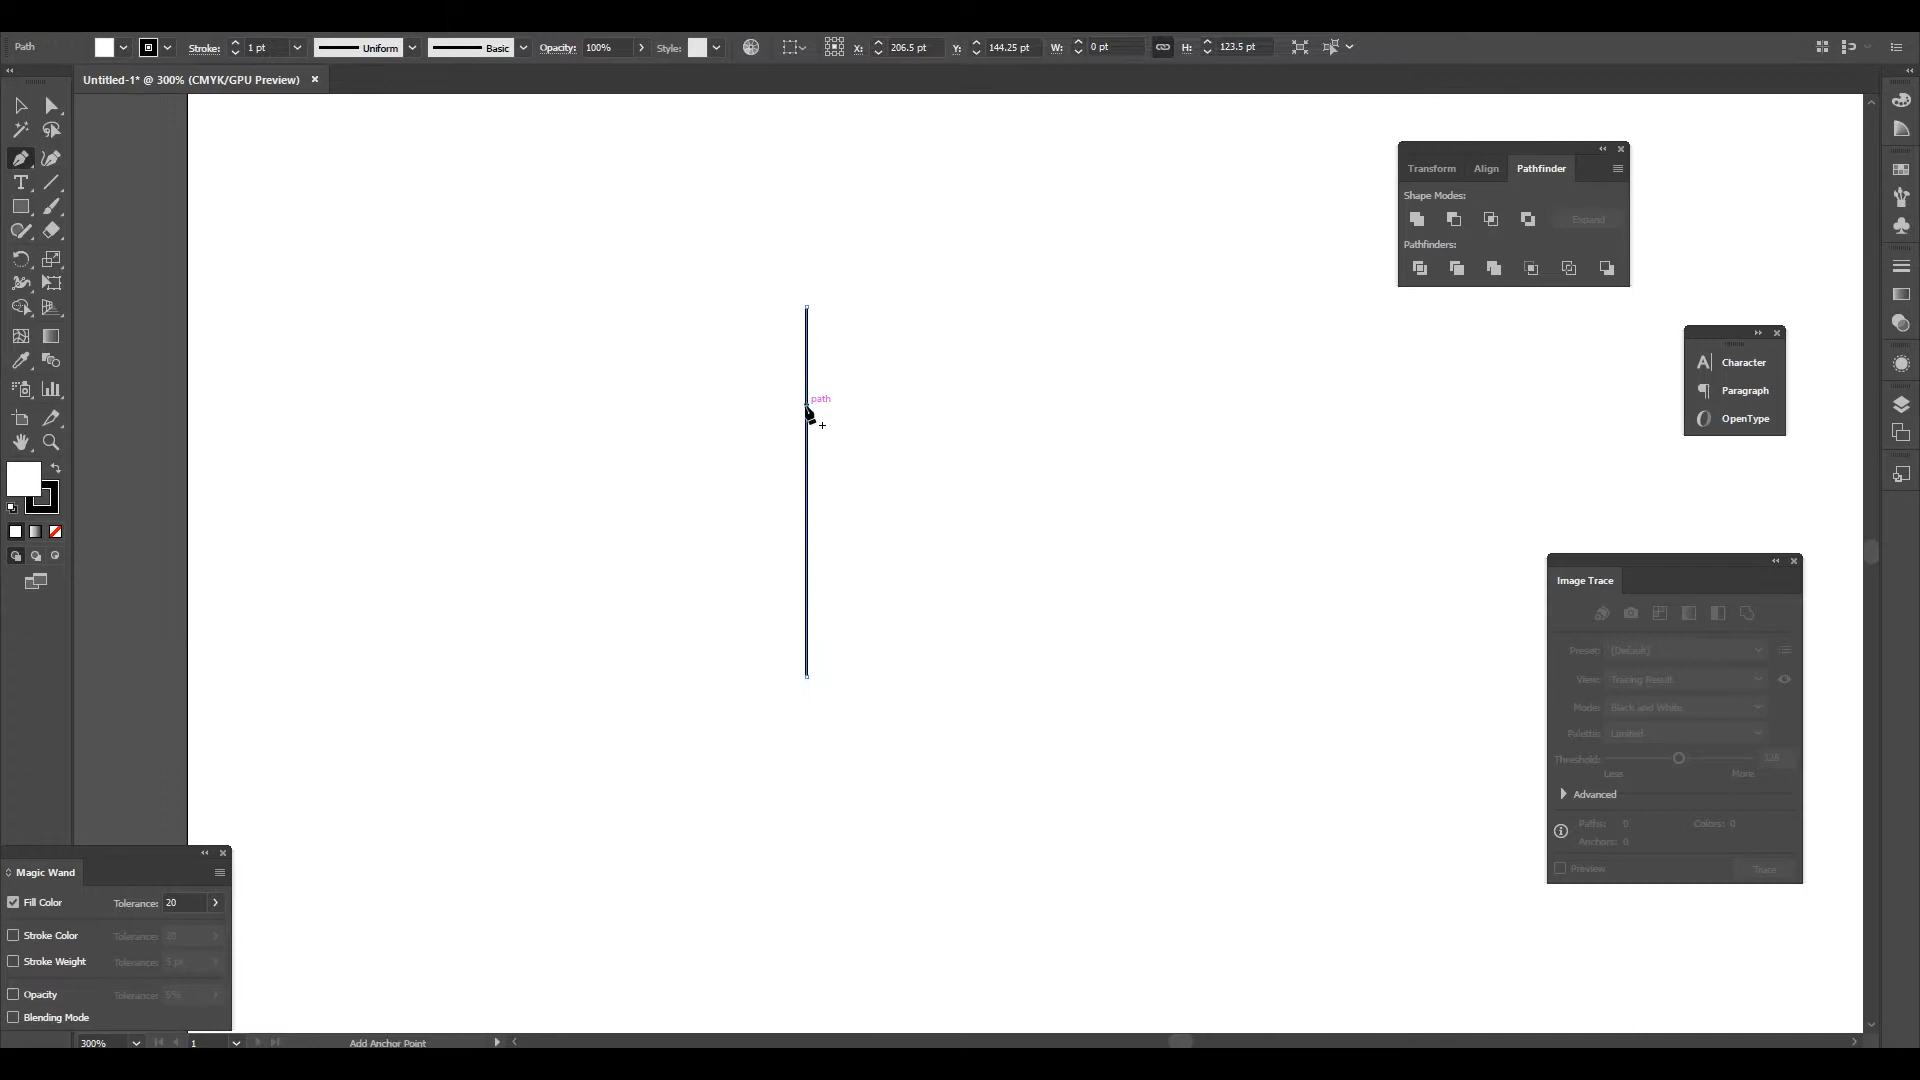 Path
Stroke: 1 pt Uniform Basic Opacity: 100% Style: X: 206.5 pt Y: 144.25 pt W: 0 pt H: 123.5 pt
Untitled-1* @ 300% (CMYK/GPU Preview)
Transform Align Pathfinder
Shape Modes:
Expand
Pathfinders:
path
Character
Paragraph
OpenType
Image Trace
Preset: [Default]
View: Tracing Result
Mode: Black and White
Palette: Limited
Threshold: 128
Less More
Advanced
Paths: 0 Colors: 0
Anchors: 0
Preview Trace
Magic Wand
Fill Color Tolerance: 20
Stroke Color Tolerance: 20
Stroke Weight Tolerance: 5 pt
Opacity Tolerance: 5%
Blending Mode
300% 1 Add Anchor Point